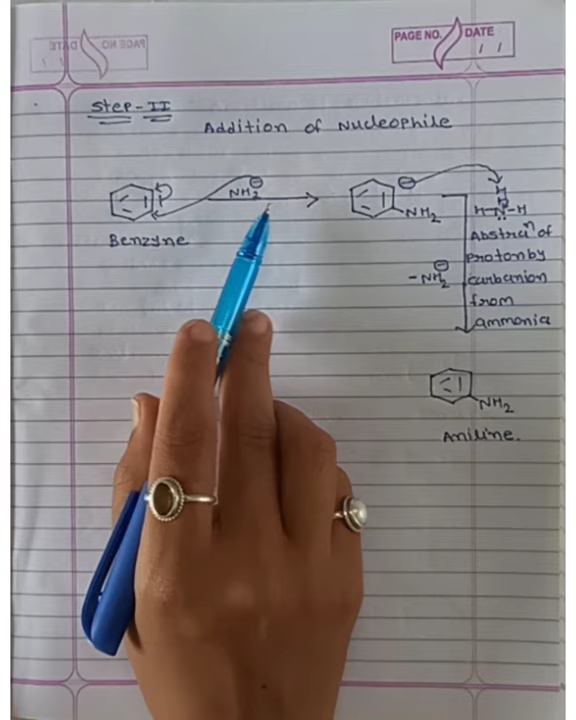 PAGE NO.
DATE
/ /
Step-II
Addition of Nucleophile
NH₂⊖
Benzyne
⊖
NH₂
H
H-N̈-H
Abstraⁿ of
proton by
carbanion
from
ammonia
-NH₂⊖
NH₂
Aniline.